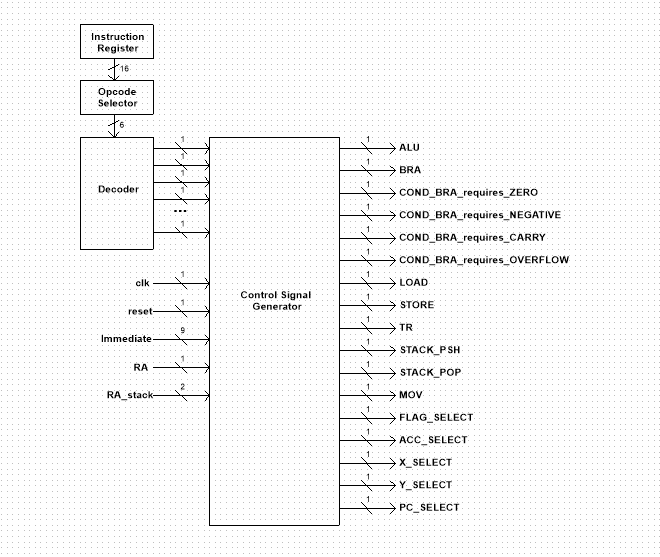 Instruction
Register
16
Opcode
Selector
6
Decoder
1
1
1
1
...
1
clk
1
reset
1
Immediate
9
RA
1
RA_stack
2
Control Signal
Generator
1
ALU
1
BRA
1
COND_BRA_requires_ZERO
1
COND_BRA_requires_NEGATIVE
1
COND_BRA_requires_CARRY
1
COND_BRA_requires_OVERFLOW
1
LOAD
1
STORE
1
TR
1
STACK_PSH
1
STACK_POP
1
MOV
1
FLAG_SELECT
1
ACC_SELECT
1
X_SELECT
1
Y_SELECT
1
PC_SELECT